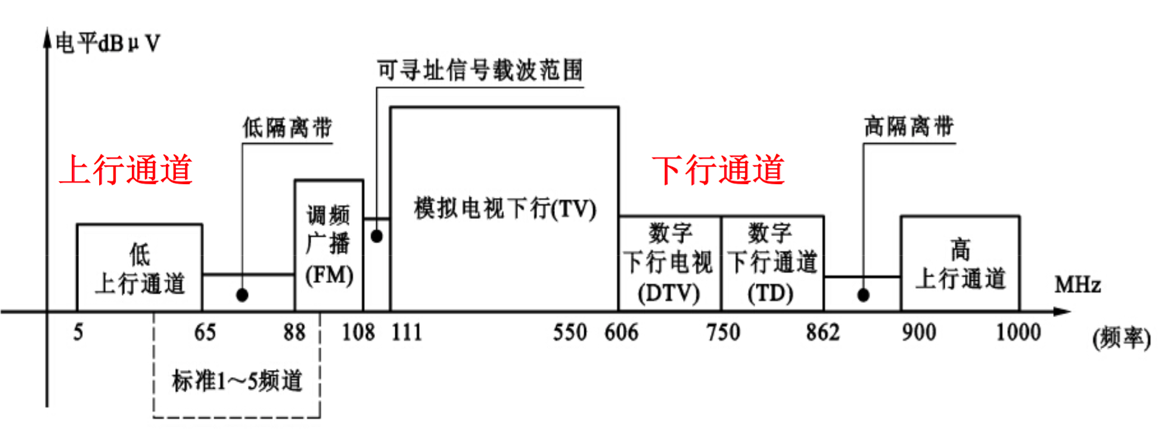 电平dBμV
可寻址信号载波范围
低隔离带
高隔离带
上行通道
下行通道
低
上行通道
调频
广播
(FM)
模拟电视下行(TV)
数字
下行电视
(DTV)
数字
下行通道
(TD)
高
上行通道
MHz
5 65 88 108 111 550 606 750 862 900 1000
(频率)
标准1～5频道